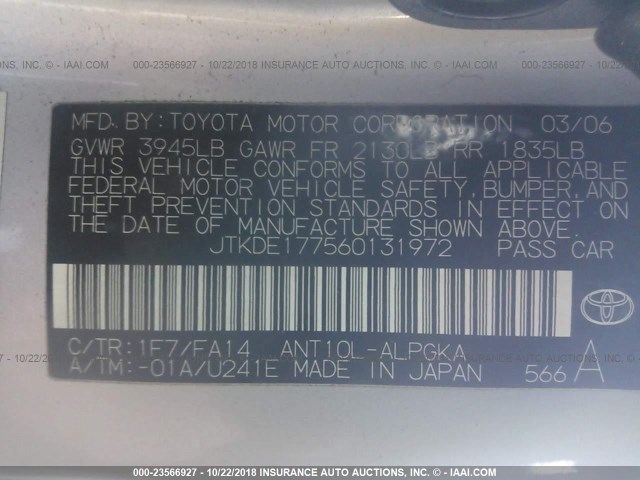 000-23566927 - 10/22/2018 INSURANCE AUTO AUCTIONS, INC. - © IAAI.COM
MFD. BY: TOYOTA MOTOR CORPORATION 03/06
GVWR 3945LB GAWR FR 2130LB RR 1835LB
THIS VEHICLE CONFORMS TO ALL APPLICABLE
FEDERAL MOTOR VEHICLE SAFETY, BUMPER, AND
THEFT PREVENTION STANDARDS IN EFFECT ON
THE DATE OF MANUFACTURE SHOWN ABOVE.
JTKDE177560131972 PASS CAR
C/TR: 1F7/FA14 ANT10L-ALPGKA
A/TM: -01A/U241E MADE IN JAPAN 566 A
000-23566927 - 10/22/2018 INSURANCE AUTO AUCTIONS, INC. - © IAAI.COM